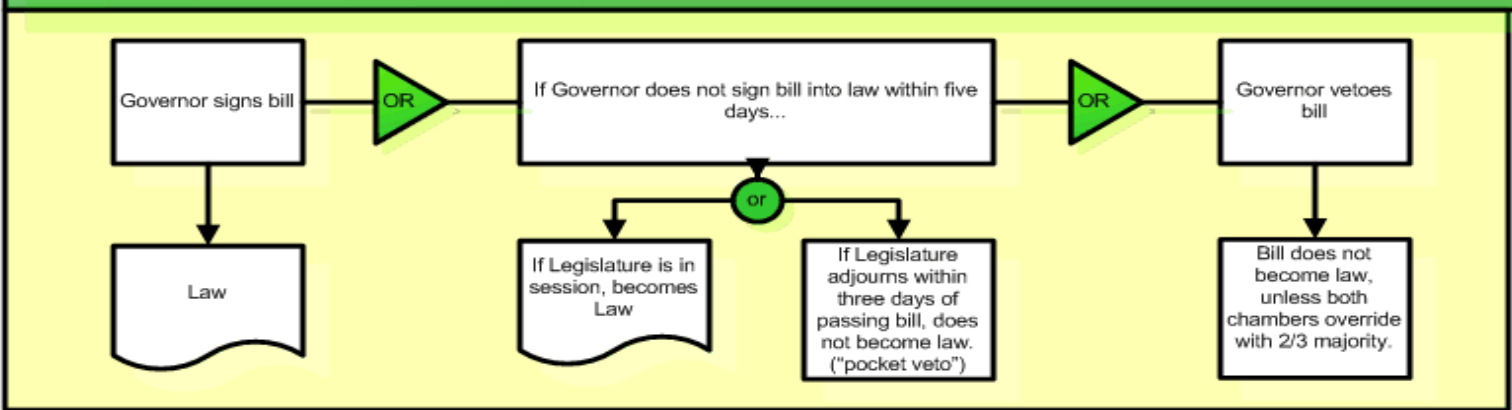 Governor signs bill
OR
If Governor does not sign bill into law within five
days...
OR
Governor vetoes
bill
or
Law
If Legislature is in
session, becomes
Law
If Legislature
adjourns within
three days of
passing bill, does
not become law.
("pocket veto")
Bill does not
become law,
unless both
chambers override
with 2/3 majority.